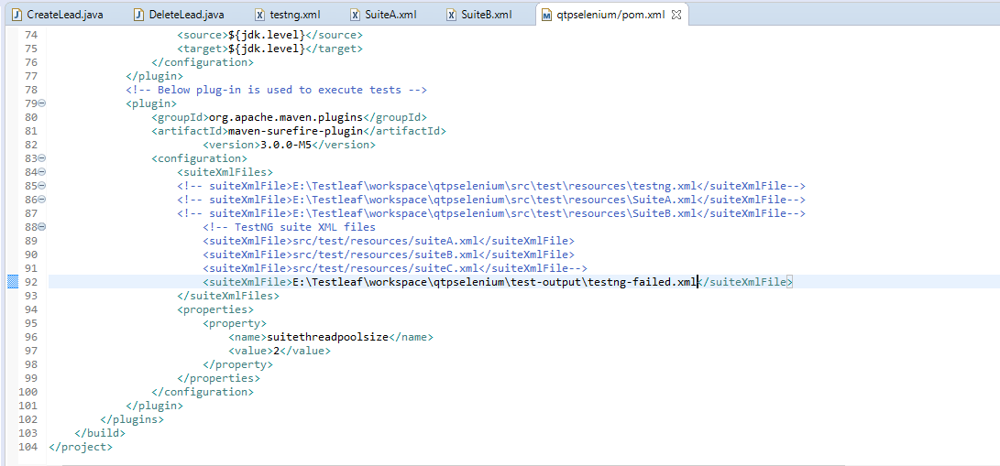 CreateLead.java DeleteLead.java testng.xml SuiteA.xml SuiteB.xml qtpselenium/pom.xml
74 <source>${jdk.level}</source>
75 <target>${jdk.level}</target>
76 </configuration>
77 </plugin>
78 <!-- Below plug-in is used to execute tests -->
79 <plugin>
80 <groupId>org.apache.maven.plugins</groupId>
81 <artifactId>maven-surefire-plugin</artifactId>
82 <version>3.0.0-M5</version>
83 <configuration>
84 <suiteXmlFiles>
85 <!-- suiteXmlFile>E:\Testleaf\workspace\qtpselenium\src\test\resources\testng.xml</suiteXmlFile-->
86 <!-- suiteXmlFile>E:\Testleaf\workspace\qtpselenium\src\test\resources\SuiteA.xml</suiteXmlFile-->
87 <!-- suiteXmlFile>E:\Testleaf\workspace\qtpselenium\src\test\resources\SuiteB.xml</suiteXmlFile-->
88 <!-- TestNG suite XML files
89 <suiteXmlFile>src/test/resources/suiteA.xml</suiteXmlFile>
90 <suiteXmlFile>src/test/resources/suiteB.xml</suiteXmlFile>
91 <suiteXmlFile>src/test/resources/suiteC.xml</suiteXmlFile-->
92 <suiteXmlFile>E:\Testleaf\workspace\qtpselenium\test-output\testng-failed.xml</suiteXmlFile>
93 </suiteXmlFiles>
94 <properties>
95 <property>
96 <name>suitethreadpoolsize</name>
97 <value>2</value>
98 </property>
99 </properties>
100 </configuration>
101 </plugin>
102 </plugins>
103 </build>
104 </project>